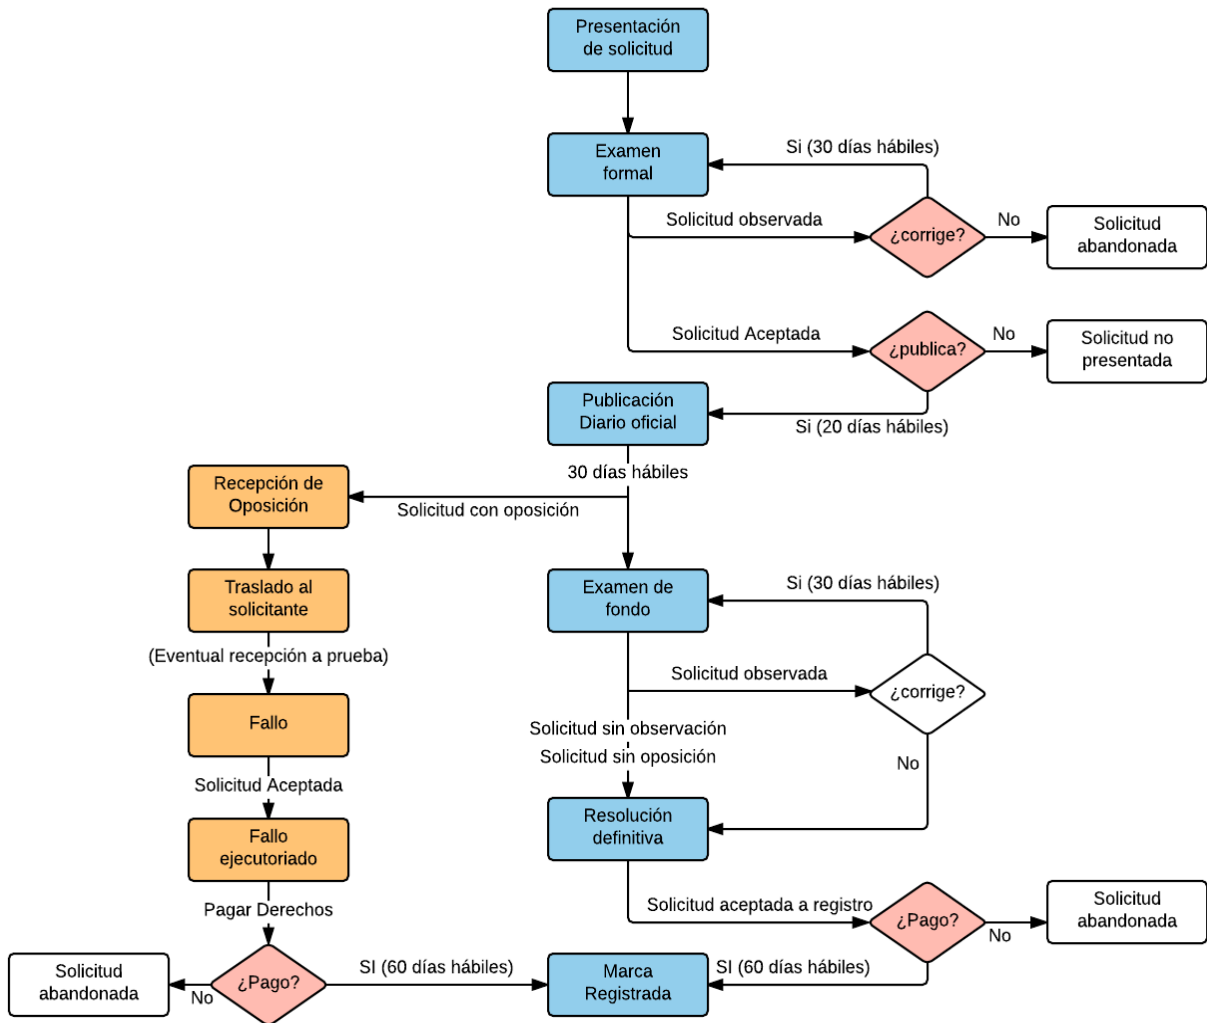 Presentación
de solicitud
Examen
formal
Si (30 días hábiles)
Solicitud observada
¿corrige?
No
Solicitud
abandonada
Solicitud Aceptada
¿publica?
No
Solicitud no
presentada
Publicación
Diario oficial
Si (20 días hábiles)
30 días hábiles
Recepción de
Oposición
Solicitud con oposición
Traslado al
solicitante
Examen de
fondo
Si (30 días hábiles)
(Eventual recepción a prueba)
Solicitud observada
¿corrige?
Fallo
Solicitud sin observación
Solicitud sin oposición
No
Solicitud Aceptada
Resolución
definitiva
Fallo
ejecutoriado
Pagar Derechos
Solicitud aceptada a registro
¿Pago?
No
Solicitud
abandonada
Solicitud
abandonada
No
¿Pago?
SI (60 días hábiles)
Marca
Registrada
SI (60 días hábiles)